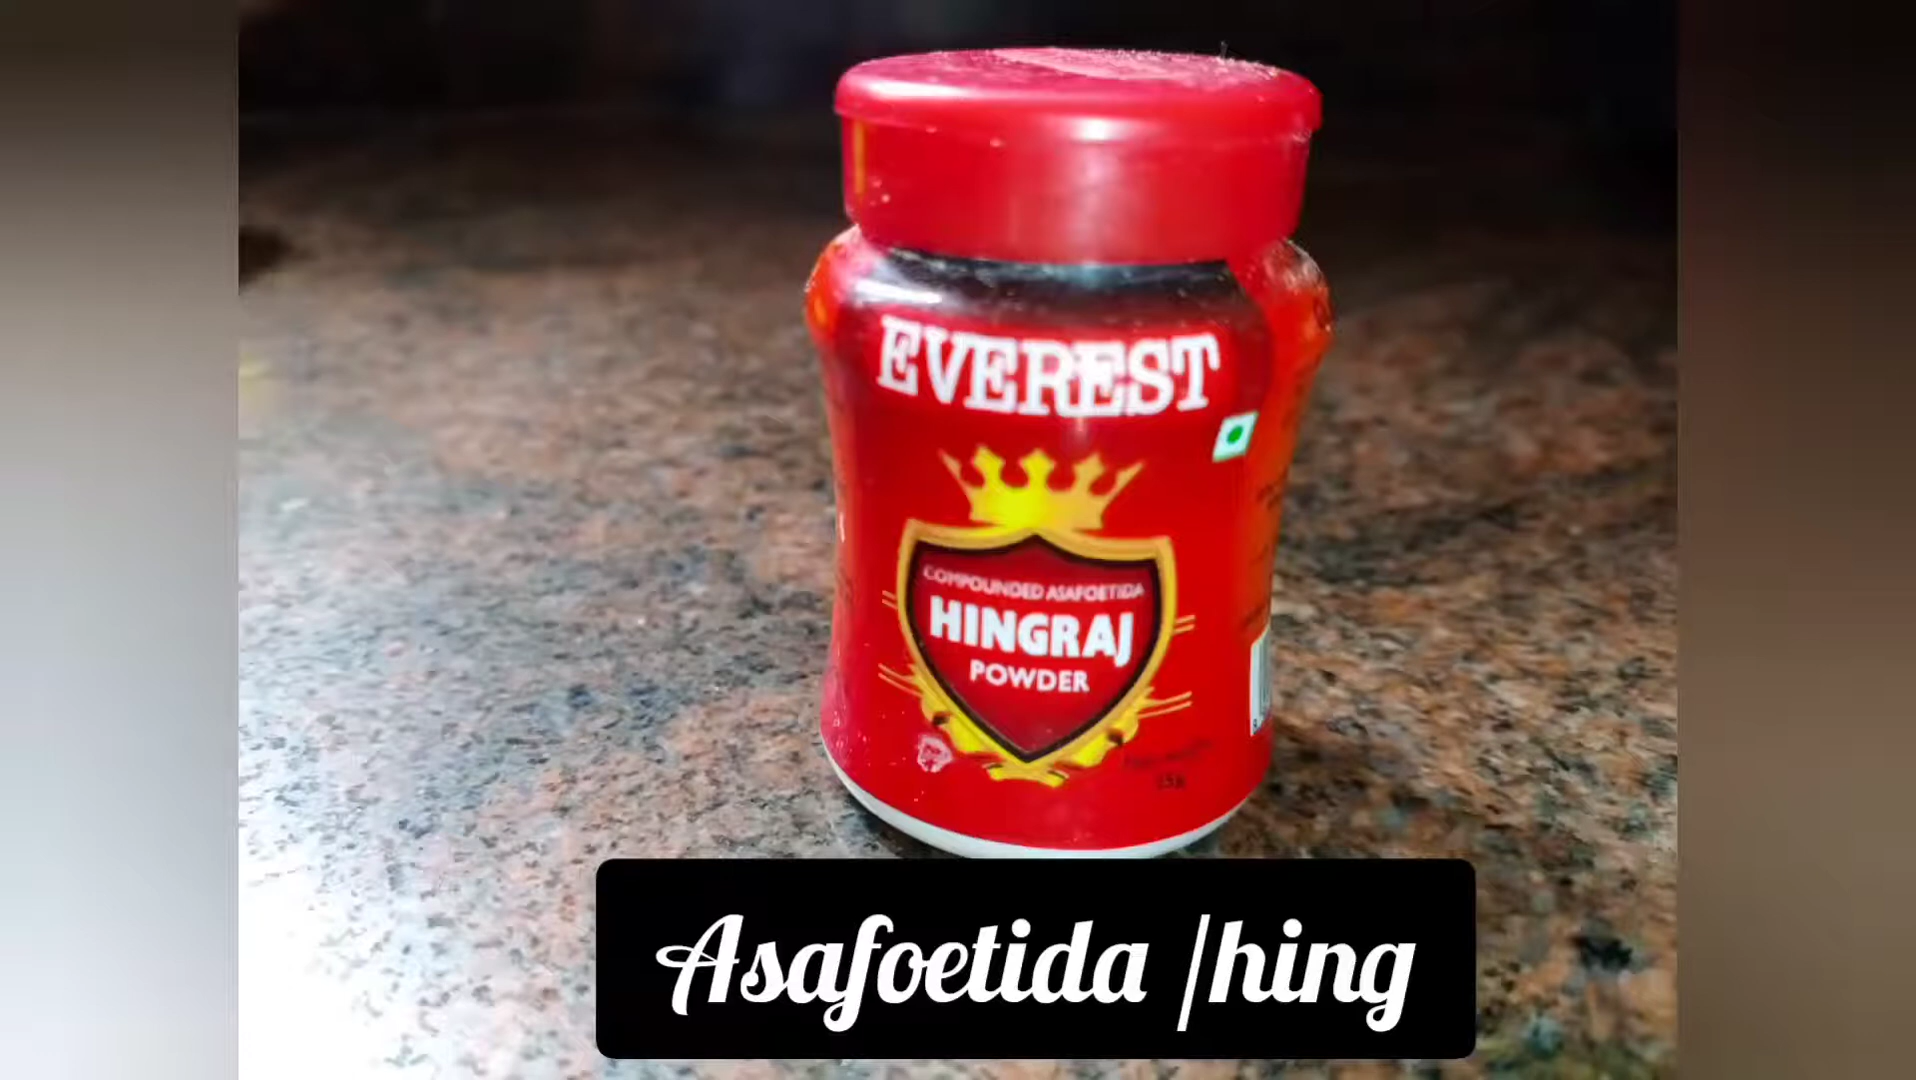 EVEREST
COMPOUNDED ASAFOETIDA
HINGRAJ
POWDER
Asafoetida /hing